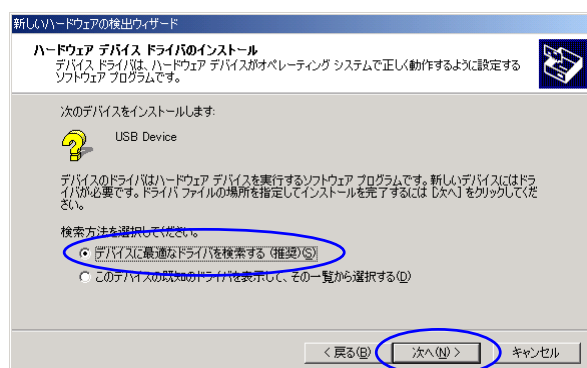 新しいハードウェアの検出ウィザード
ハードウェア デバイス ドライバのインストール
デバイス ドライバは、ハードウェア デバイスがオペレーティング システムで正しく動作するように設定する
ソフトウェア プログラムです。
次のデバイスをインストールします:
USB Device
デバイスのドライバはハードウェア デバイスを実行するソフトウェア プログラムです。新しいデバイスにはドラ
イバが必要です。ドライバ ファイルの場所を指定してインストールを完了するには [次へ] をクリックしてくだ
さい。
検索方法を選択してください。
デバイスに最適なドライバを検索する (推奨)(S)
このデバイスの既知のドライバを表示して、その一覧から選択する(D)
< 戻る(B)
次へ(N) >
キャンセル